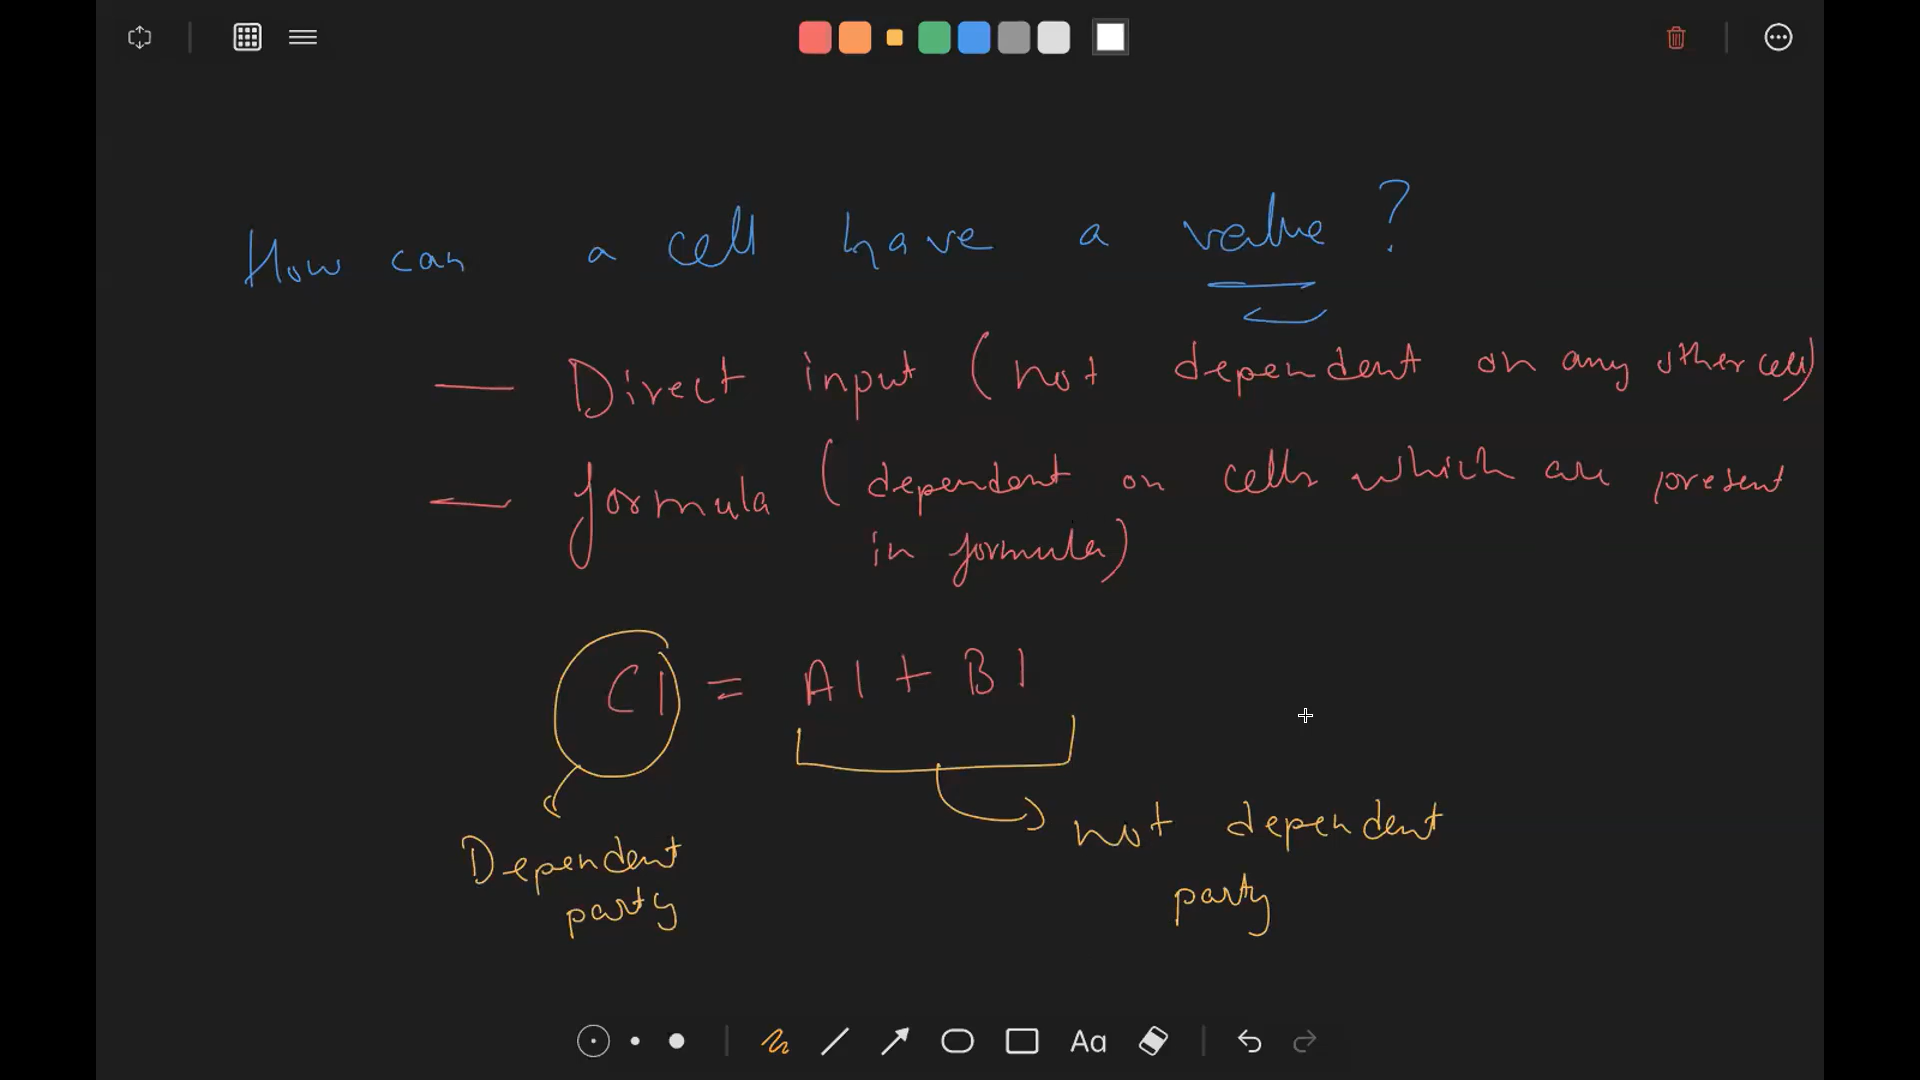 How can a cell have a value?
— Direct input (not dependent on any other cell)
— formula (dependent on cells which are present
in formula)
C1 = A1 + B1
not dependent
party
Dependent
party
Aa